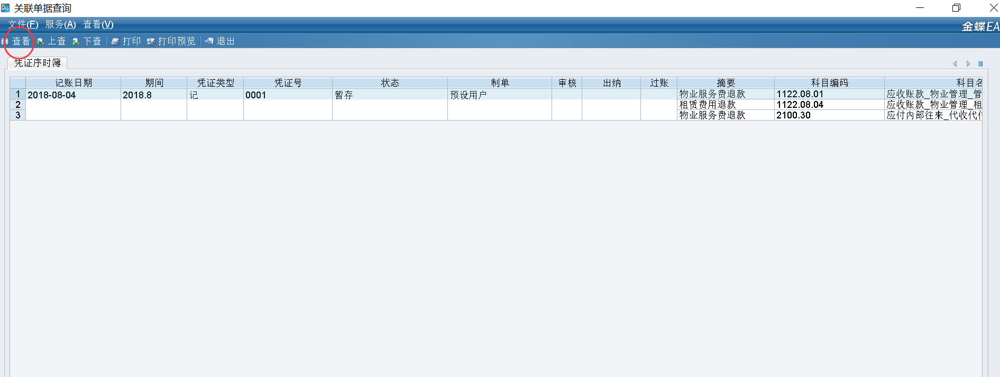 关联单据查询
文件(F) 服务(A) 查看(V)
金蝶EA
查看 上查 下查 打印 打印预览 退出
凭证序时簿
记账日期 期间 凭证类型 凭证号 状态 制单 审核 出纳 过账 摘要 科目编码 科目名
1 2018-08-04 2018.8 记 0001 暂存 预设用户 物业服务费退款 1122.08.01 应收账款_物业管理_管
2 租赁费用退款 1122.08.04 应收账款_物业管理_租
3 物业服务费退款 2100.30 应付内部往来_代收代付